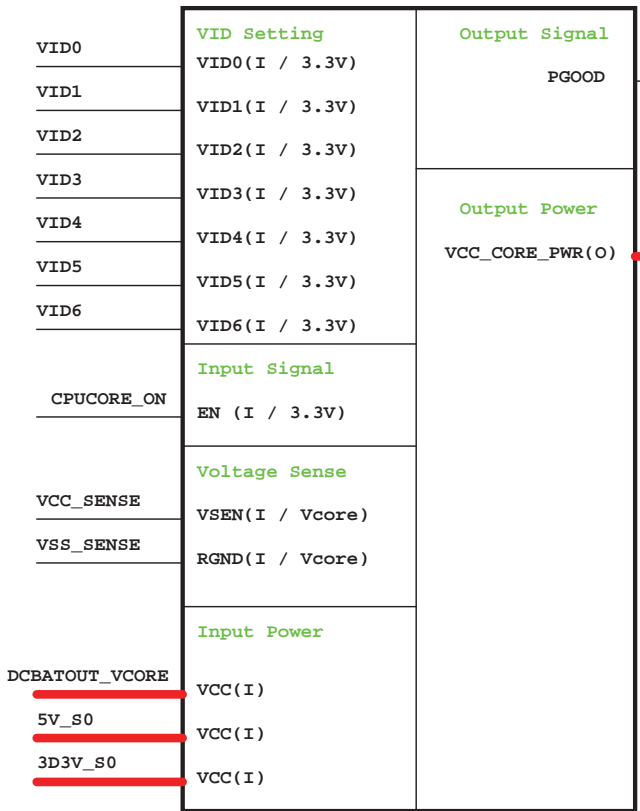 VID0
VID1
VID2
VID3
VID4
VID5
VID6
CPUCORE_ON
VCC_SENSE
VSS_SENSE
DCBATOUT_VCORE
5V_S0
3D3V_S0
VID Setting
VID0(I / 3.3V)
VID1(I / 3.3V)
VID2(I / 3.3V)
VID3(I / 3.3V)
VID4(I / 3.3V)
VID5(I / 3.3V)
VID6(I / 3.3V)
Input Signal
EN (I / 3.3V)
Voltage Sense
VSEN(I / Vcore)
RGND(I / Vcore)
Input Power
VCC(I)
VCC(I)
VCC(I)
Output Signal
PGOOD
Output Power
VCC_CORE_PWR(O)